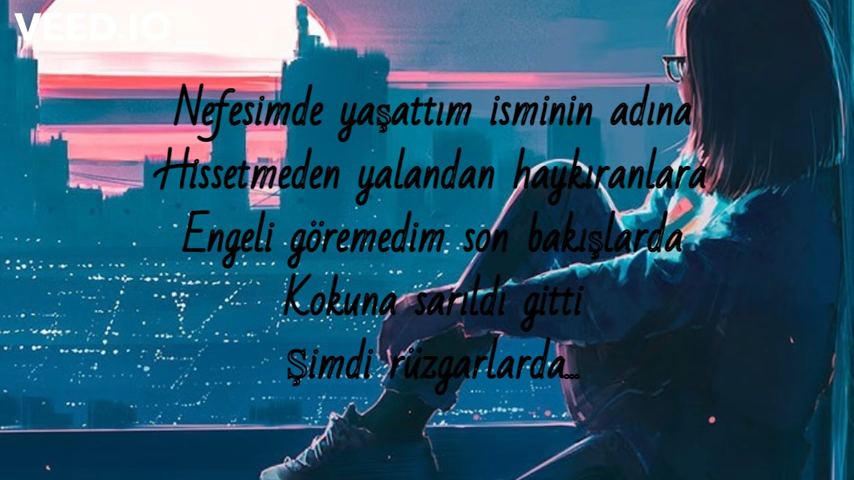 VEED.IO
Nefesimde yaşattım isminin adına
Hissetmeden yalandan haykıranlara
Engeli göremedim son bakışlarda
Kokuna sarıldı gitti
Şimdi rüzgarlarda...